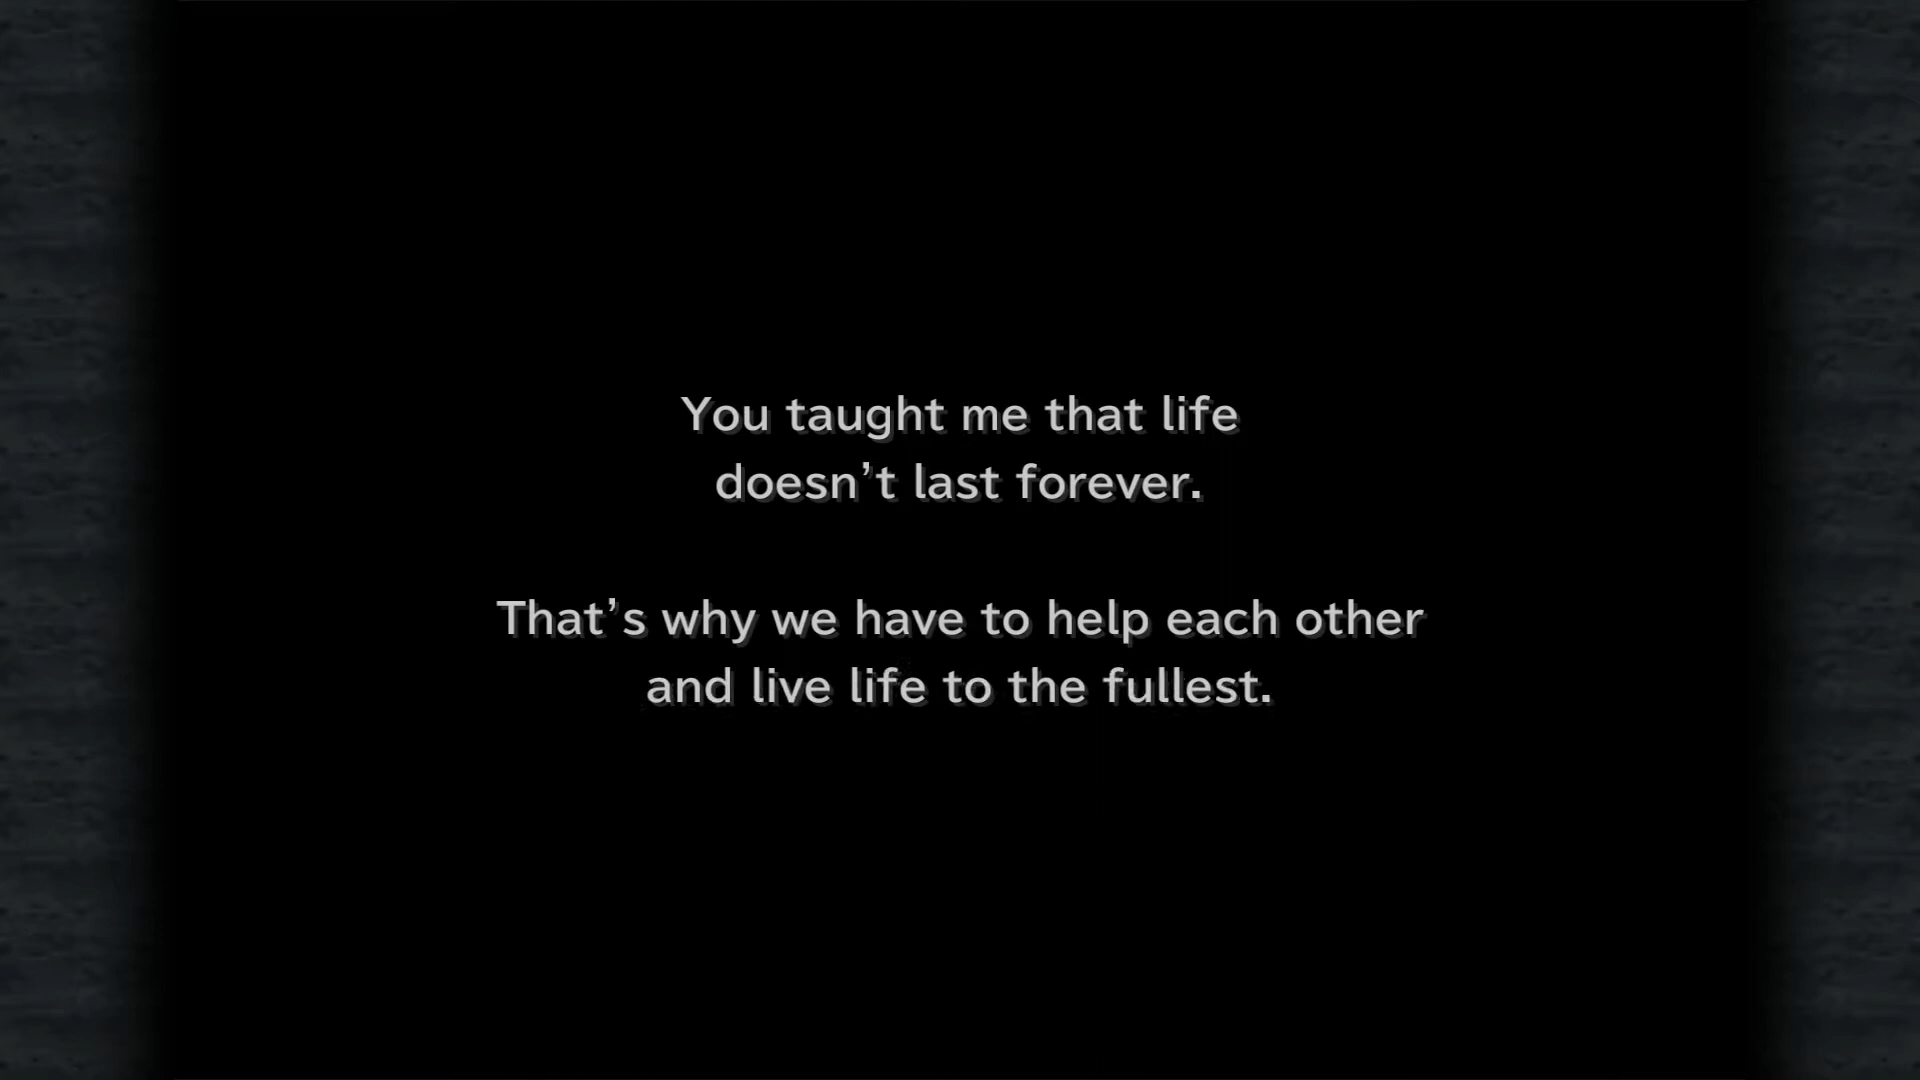 You taught me that life
doesn’t last forever.
That’s why we have to help each other
and live life to the fullest.